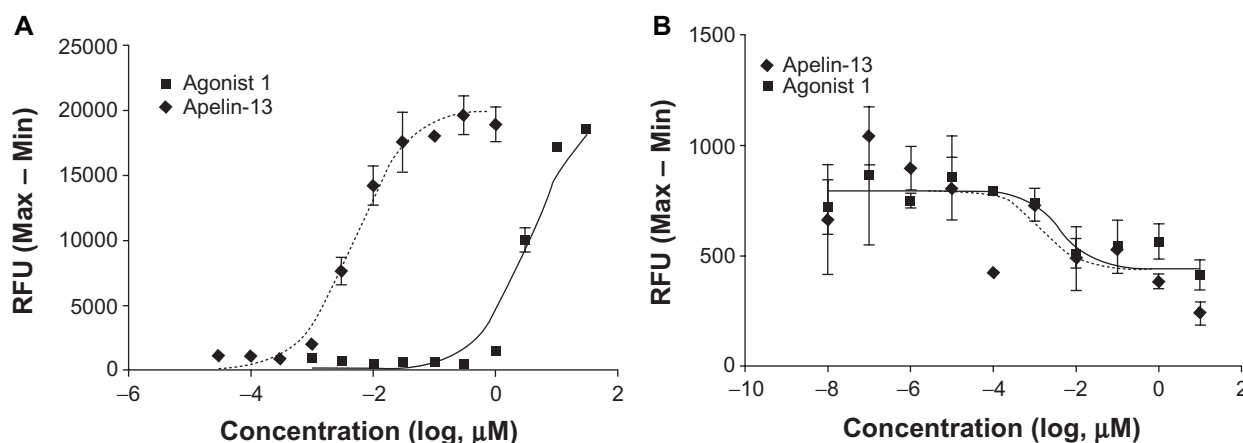 A
RFU (Max – Min)
25000
20000
15000
10000
5000
0
Agonist 1
Apelin-13
–6
–4
–2
0
2
Concentration (log, μM)
B
RFU (Max – Min)
1500
1000
500
0
Apelin-13
Agonist 1
–10
–8
–6
–4
–2
0
2
Concentration (log, μM)